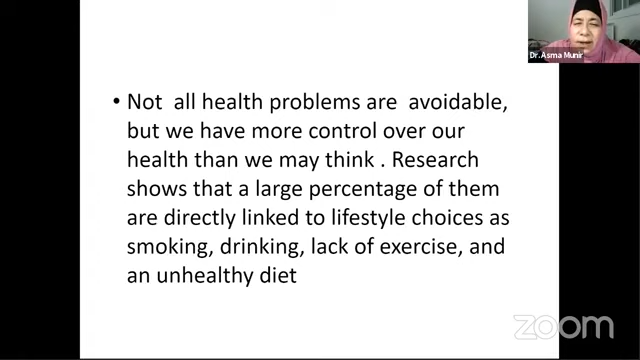 Dr.Asma Munir
• Not all health problems are avoidable,
but we have more control over our
health than we may think . Research
shows that a large percentage of them
are directly linked to lifestyle choices as
smoking, drinking, lack of exercise, and
an unhealthy diet
zoom